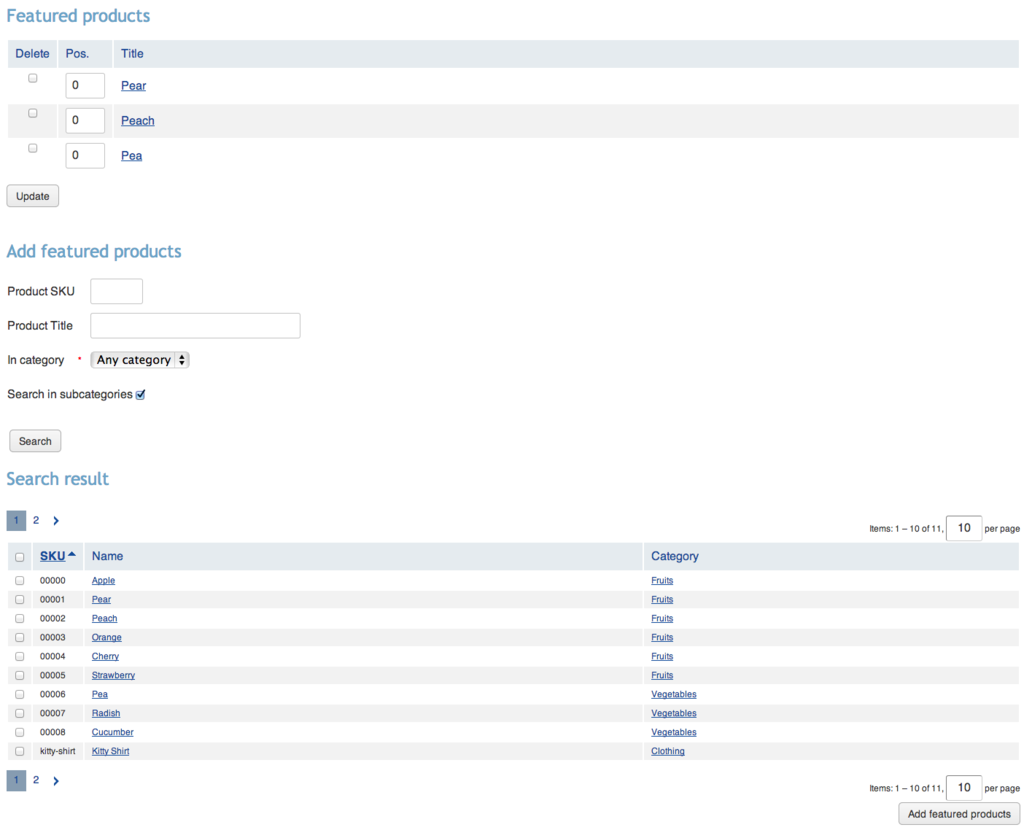 Featured products
Delete Pos. Title
0 Pear
0 Peach
0 Pea
Update
Add featured products
Product SKU
Product Title
In category * Any category
Search in subcategories
Search
Search result
1 2 >
Items: 1 – 10 of 11, 10 per page
SKU Name Category
00000 Apple Fruits
00001 Pear Fruits
00002 Peach Fruits
00003 Orange Fruits
00004 Cherry Fruits
00005 Strawberry Fruits
00006 Pea Vegetables
00007 Radish Vegetables
00008 Cucumber Vegetables
kitty-shirt Kitty Shirt Clothing
1 2 >
Items: 1 – 10 of 11, 10 per page
Add featured products